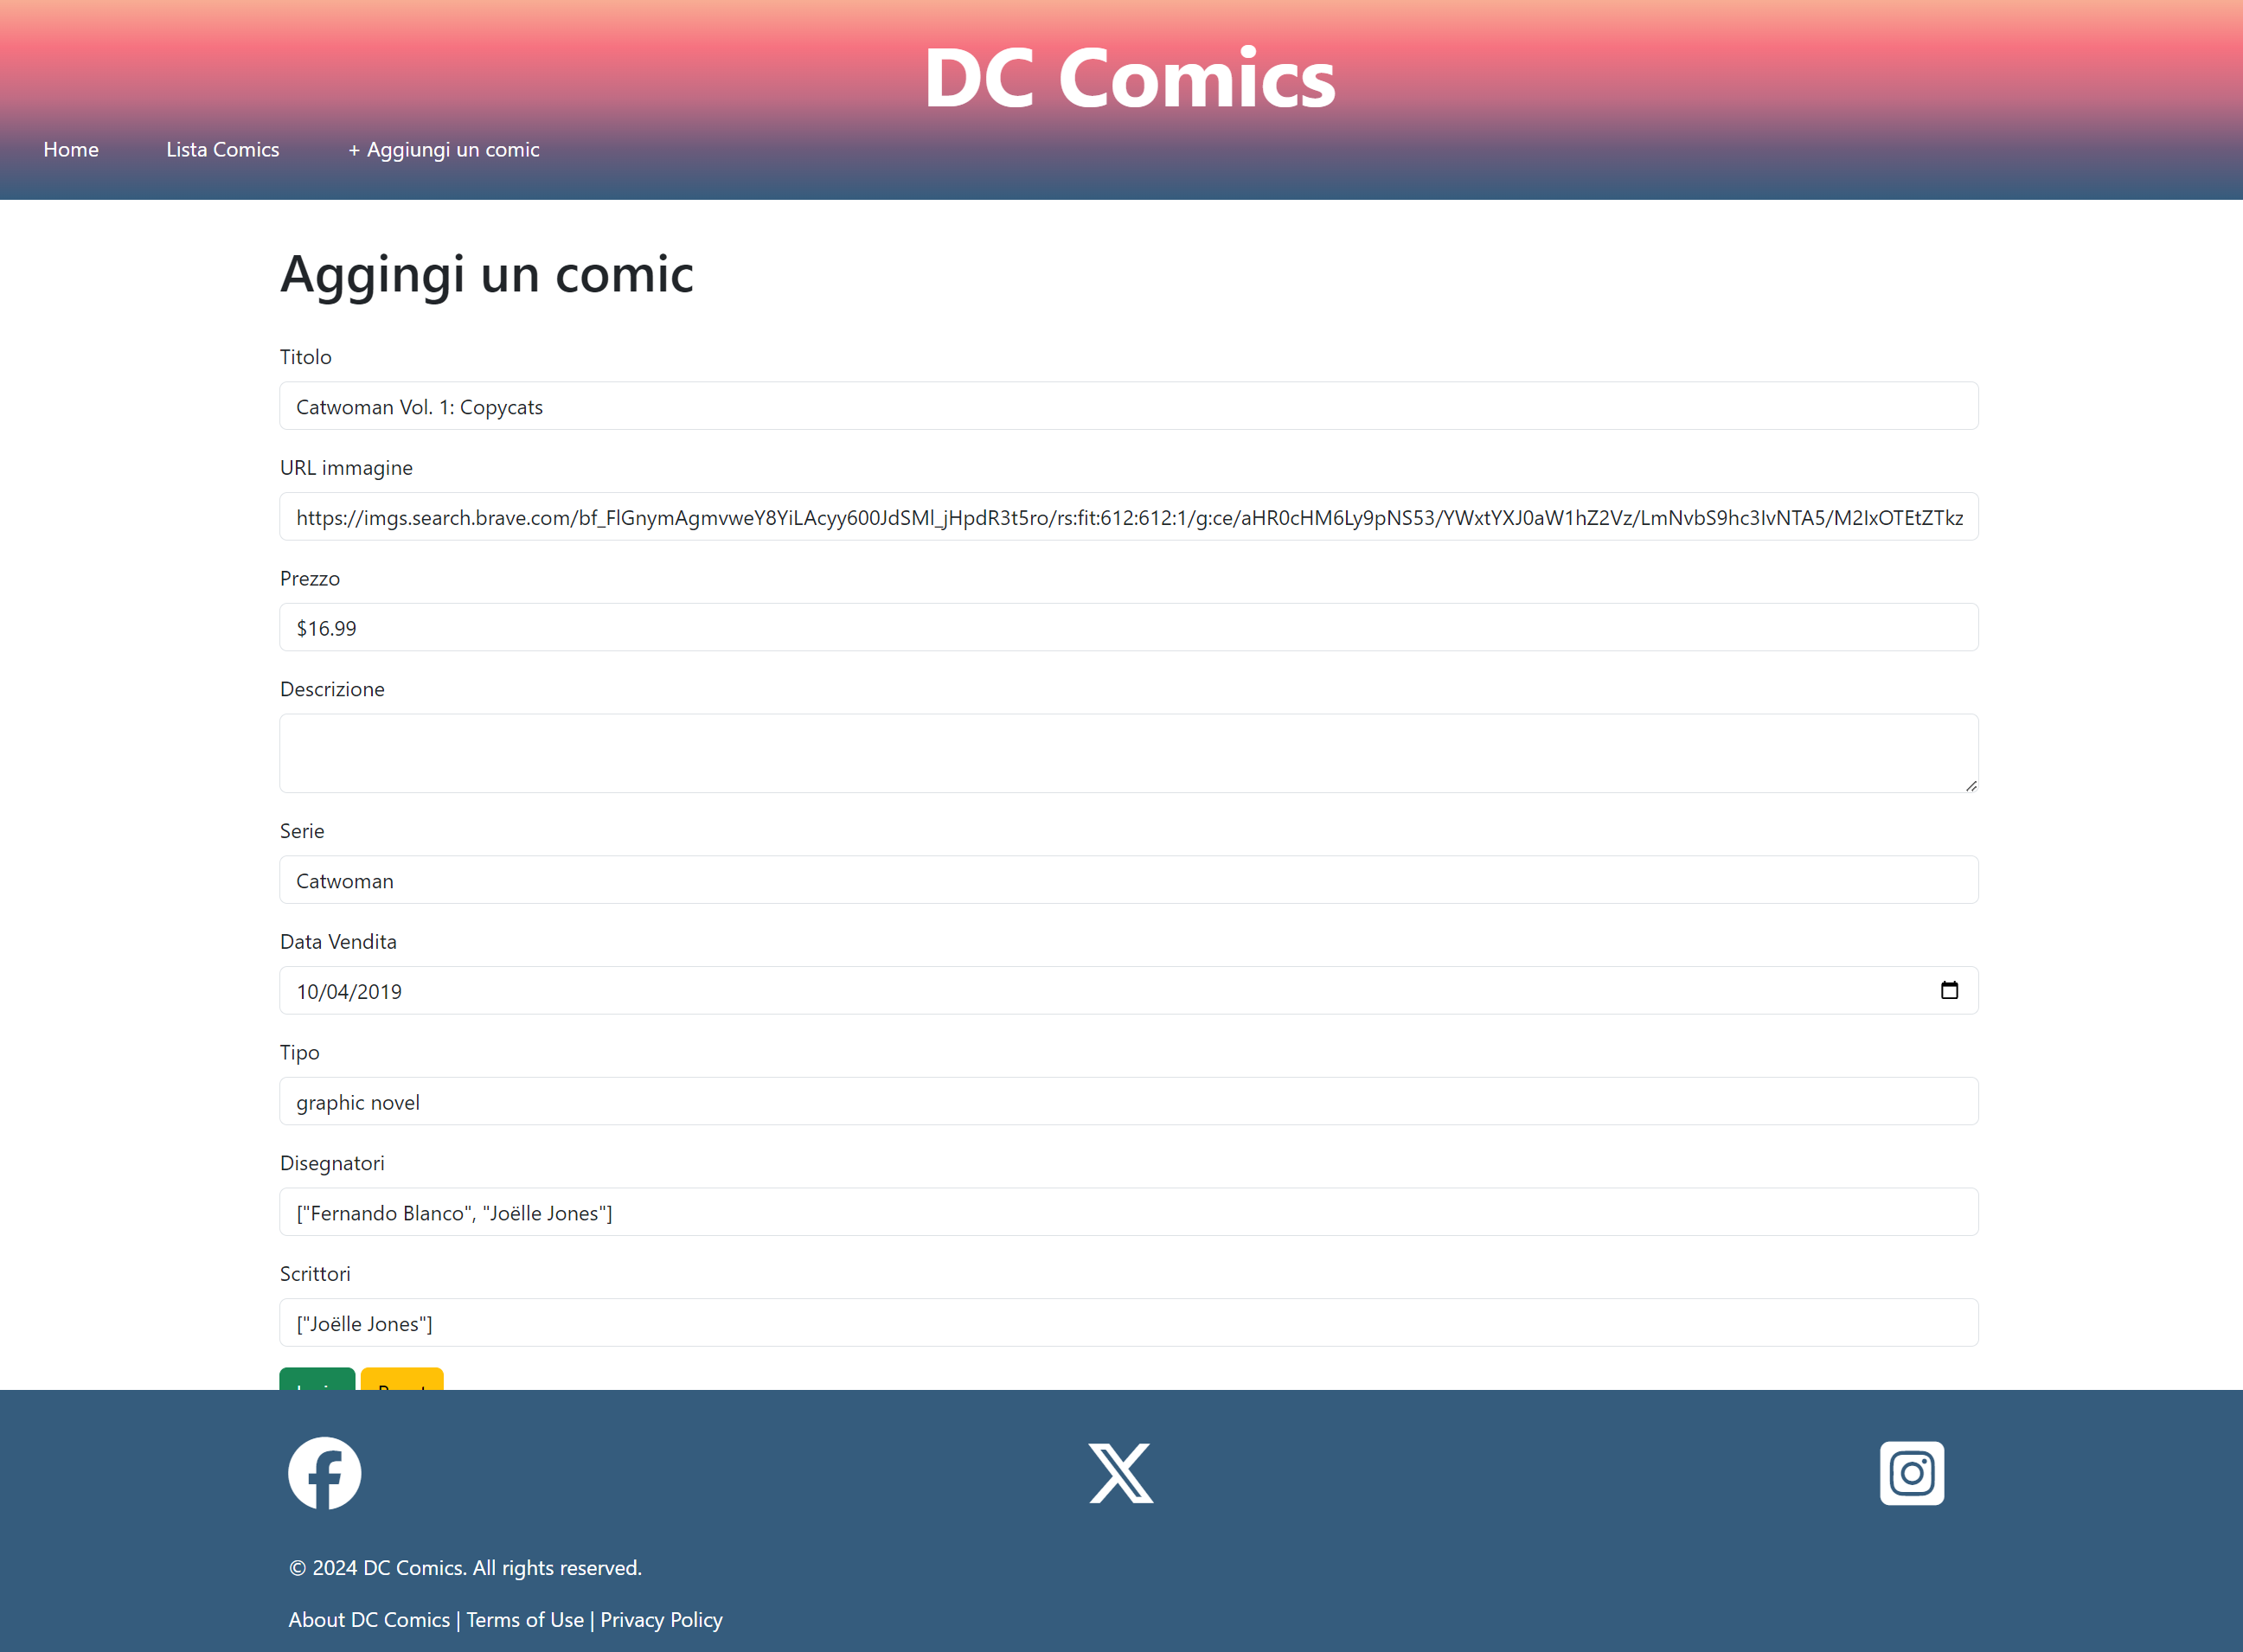 DC Comics
Home
Lista Comics
+ Aggiungi un comic
Aggingi un comic
Titolo
Catwoman Vol. 1: Copycats
URL immagine
https://imgs.search.brave.com/bf_FlGnymAgmvweY8YiLAcyy600JdSMl_jHpdR3t5ro/rs:fit:612:612:1/g:ce/aHR0cHM6Ly9pNS53/YWxtYXJ0aW1hZ2Vz/LmNvbS9hc3IvNTA5/M2IxOTEtZTkz
Prezzo
$16.99
Descrizione
Serie
Catwoman
Data Vendita
10/04/2019
Tipo
graphic novel
Disegnatori
["Fernando Blanco", "Joëlle Jones"]
Scrittori
["Joëlle Jones"]
© 2024 DC Comics. All rights reserved.
About DC Comics | Terms of Use | Privacy Policy